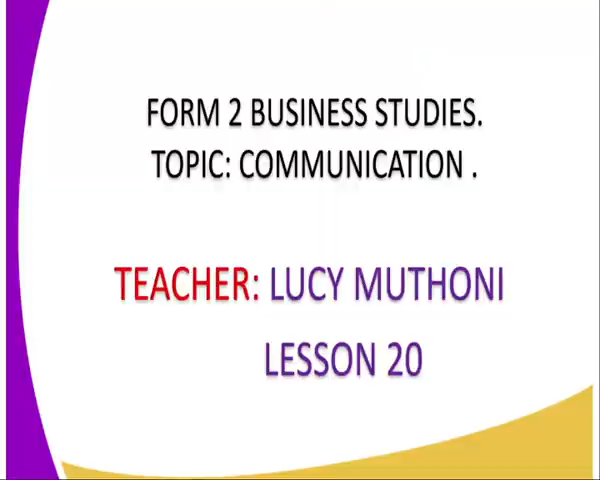 FORM 2 BUSINESS STUDIES.
TOPIC: COMMUNICATION .
TEACHER: LUCY MUTHONI
LESSON 20